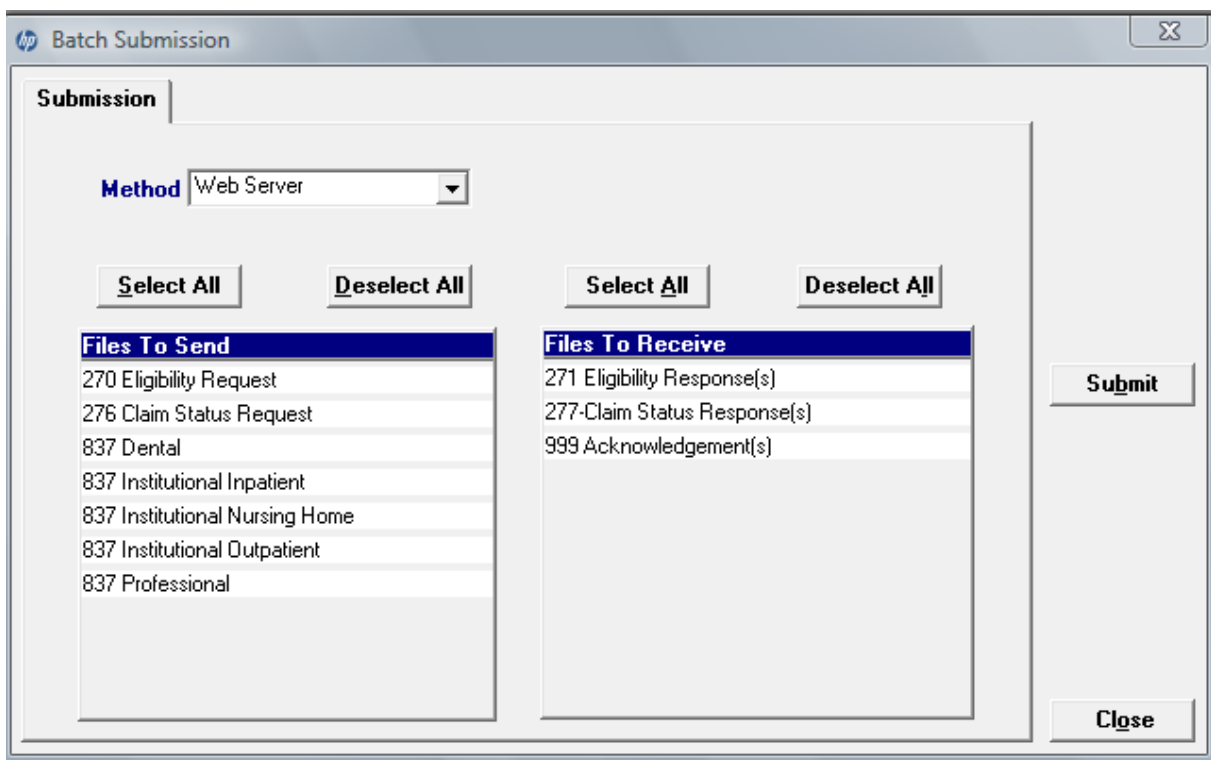 hp Batch Submission
Submission
Method Web Server
Select All Deselect All Select All Deselect All
Files To Send
270 Eligibility Request
276 Claim Status Request
837 Dental
837 Institutional Inpatient
837 Institutional Nursing Home
837 Institutional Outpatient
837 Professional
Files To Receive
271 Eligibility Response(s)
277-Claim Status Response(s)
999 Acknowledgement(s)
Submit
Close